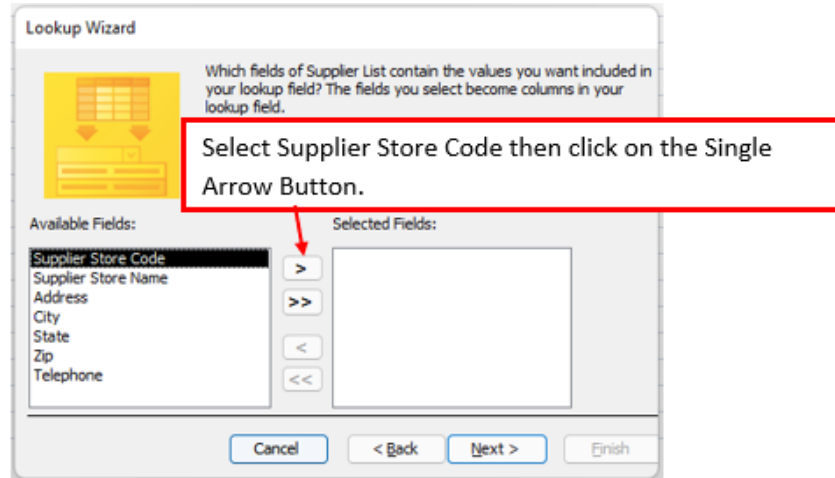 Lookup Wizard
Which fields of Supplier List contain the values you want included in
your lookup field? The fields you select become columns in your
lookup field.
Select Supplier Store Code then click on the Single
Arrow Button.
Available Fields:
Selected Fields:
Supplier Store Code
Supplier Store Name
Address
City
State
Zip
Telephone
>
>>
<
<<
Cancel
< Back
Next >
Finish